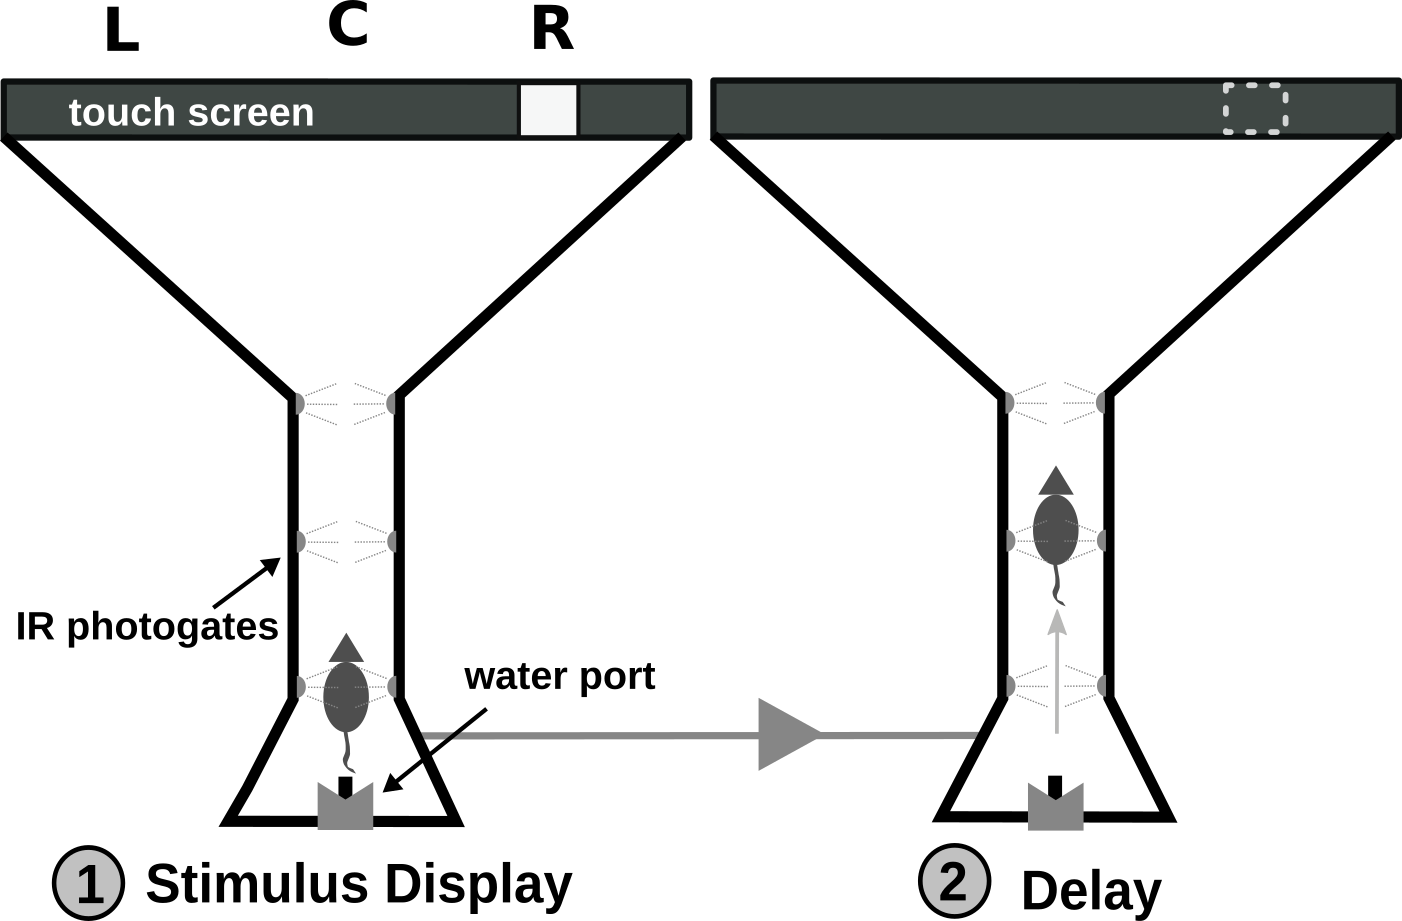 L C R
touch screen
IR photogates
water port
1 Stimulus Display
2 Delay